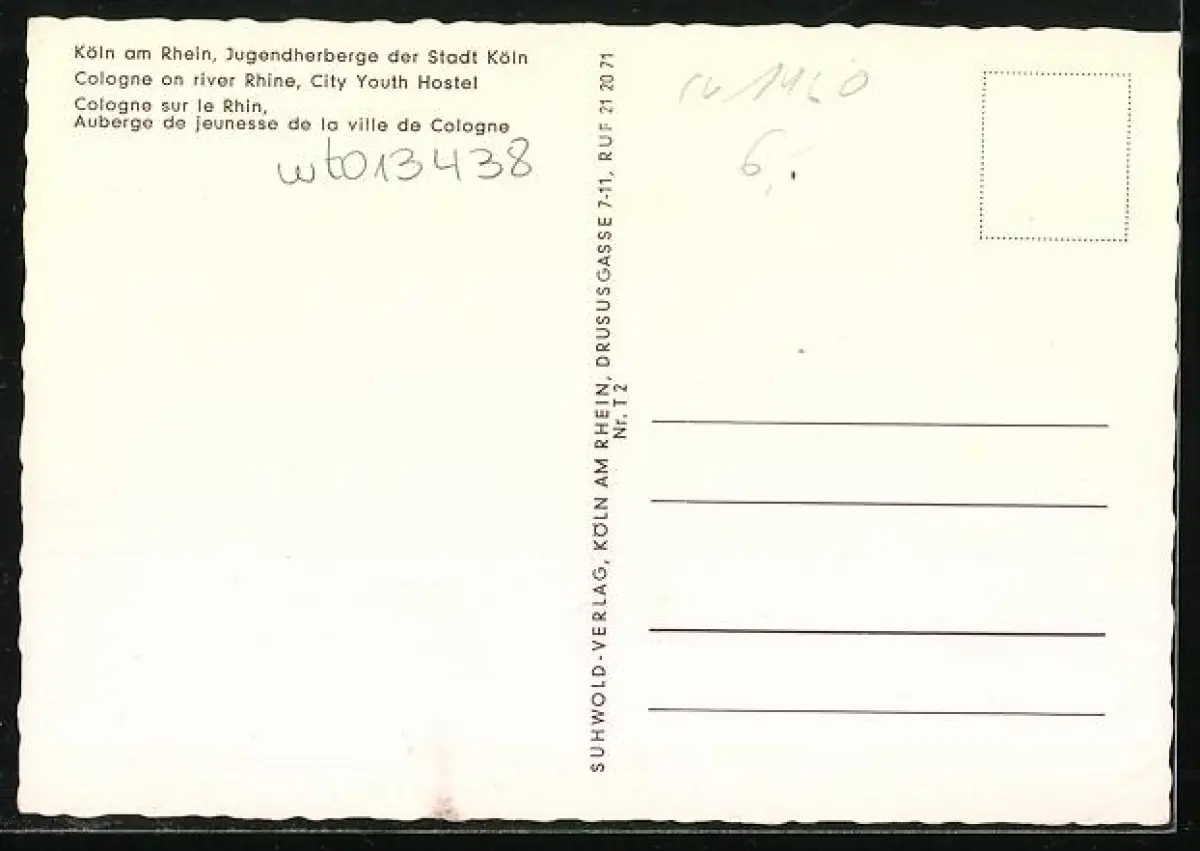 Köln am Rhein, Jugendherberge der Stadt Köln
Cologne on river Rhine, City Youth Hostel
Cologne sur le Rhin,
Auberge de jeunesse de la ville de Cologne
wt013438
SUHWOLD-VERLAG, KÖLN AM RHEIN, DRUSUSGASSE 7-11, RUF 21 20 71
Nr. T 2
6,-